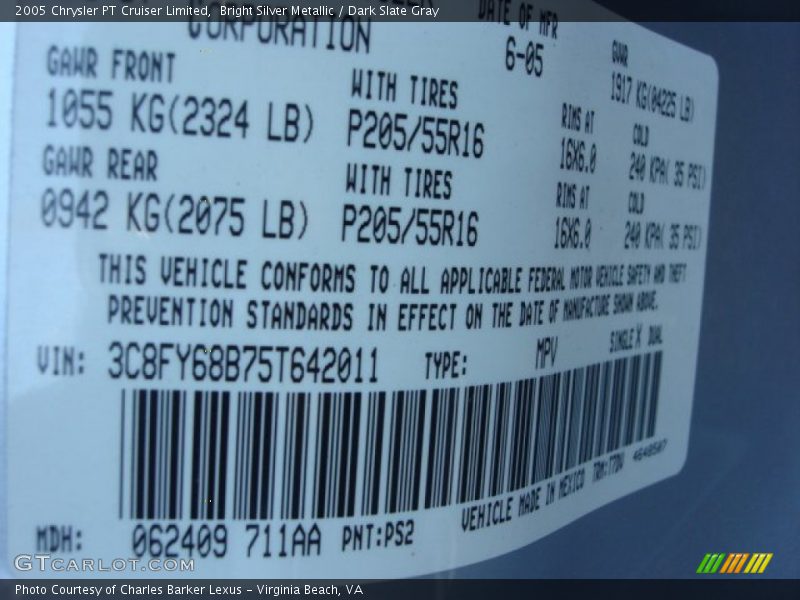 2005 Chrysler PT Cruiser Limited,  Bright Silver Metallic / Dark Slate Gray
CORPORATION
DATE OF MFR
6-05
GVWR
1917 KG(04225 LB)
GAWR FRONT
WITH TIRES
RIMS AT
COLD
1055 KG(2324 LB)
P205/55R16
16X6.0
240 KPA( 35 PSI)
GAWR REAR
WITH TIRES
RIMS AT
COLD
0942 KG(2075 LB)
P205/55R16
16X6.0
240 KPA( 35 PSI)
THIS VEHICLE CONFORMS TO ALL APPLICABLE FEDERAL MOTOR VEHICLE SAFETY AND THEFT
PREVENTION STANDARDS IN EFFECT ON THE DATE OF MANUFACTURE SHOWN ABOVE.
VIN: 3C8FY68B75T642011 TYPE: MPV SINGLE X DUAL
VEHICLE MADE IN MEXICO
MDH: 062409 711AA PNT:PS2
GTCARLOT.COM
Photo Courtesy of Charles Barker Lexus – Virginia Beach, VA